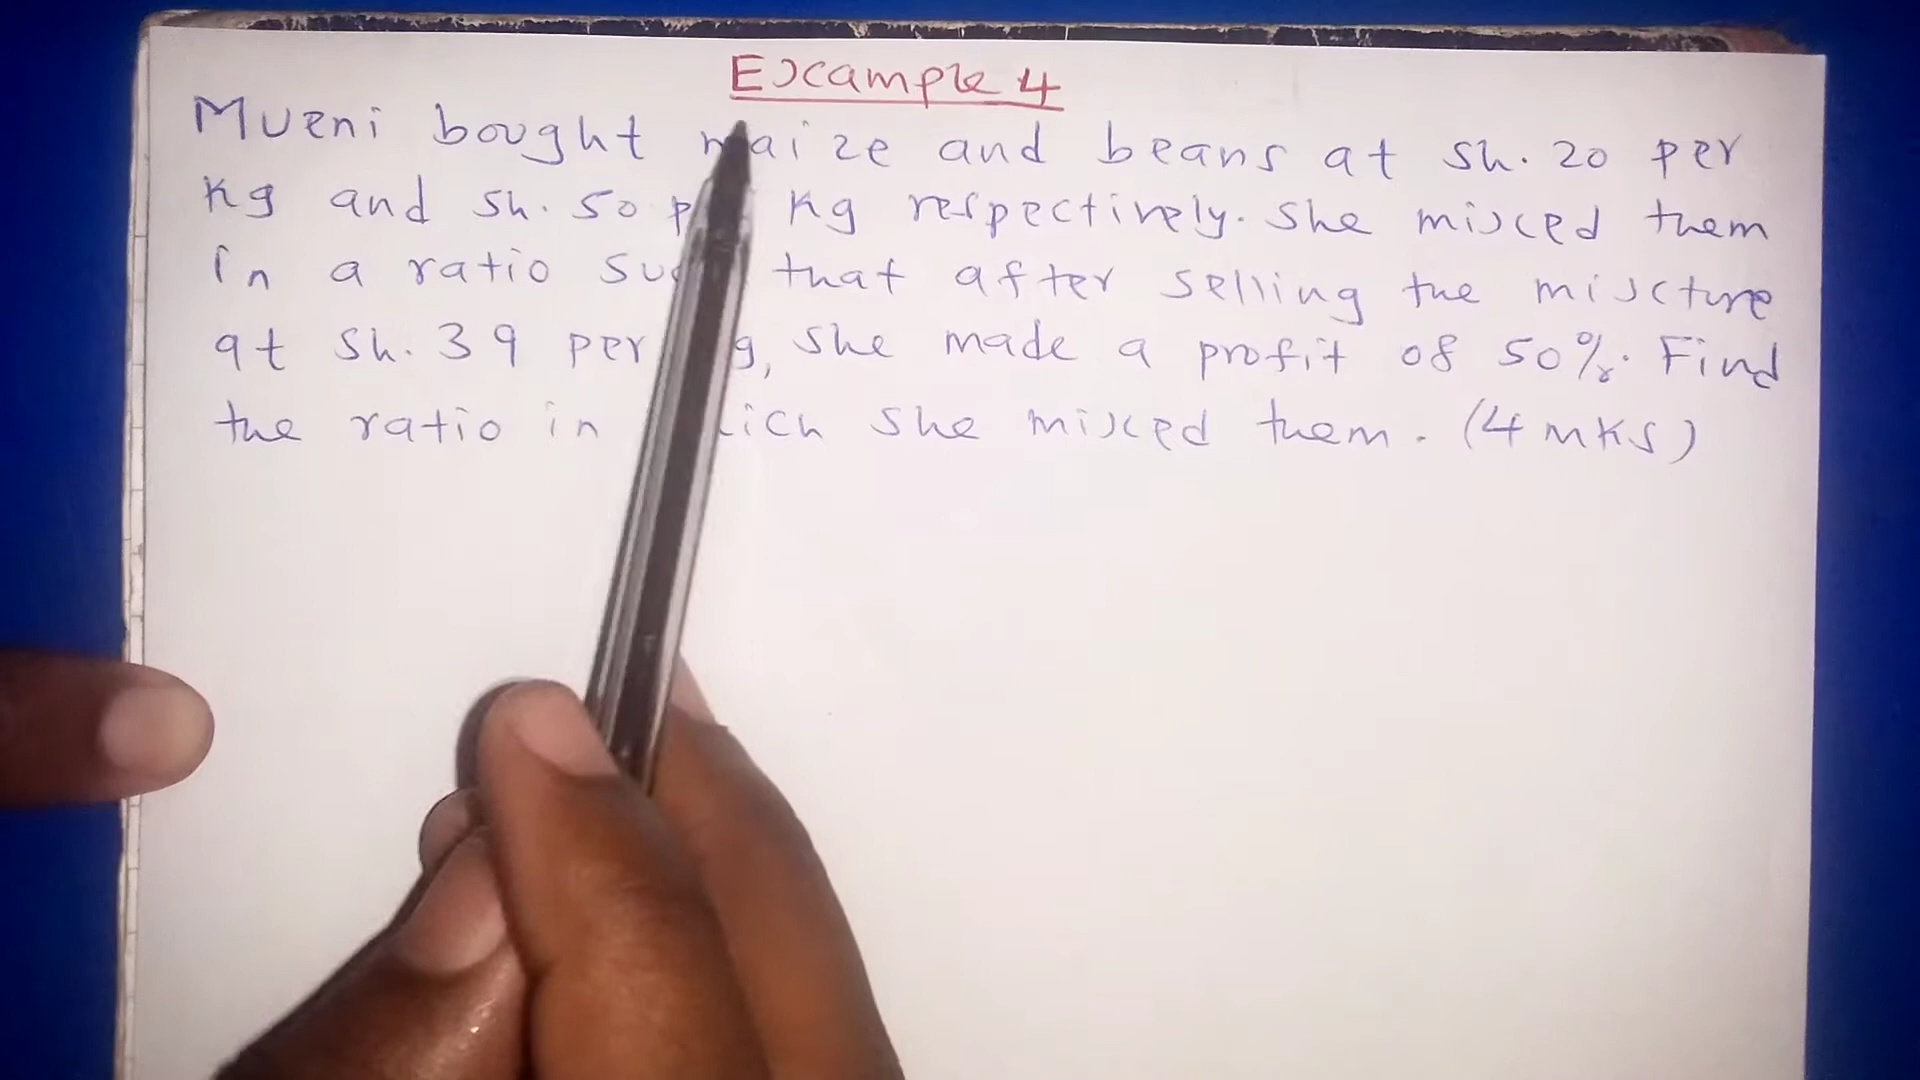 Example 4
Mueni bought maize and beans at sh. 20 per
kg and sh. 50 p kg respectively. She mixed them
in a ratio su that after selling the mixture
at sh. 39 per g, she made a profit of 50%. Find
the ratio in ich she mixed them. (4 mks)